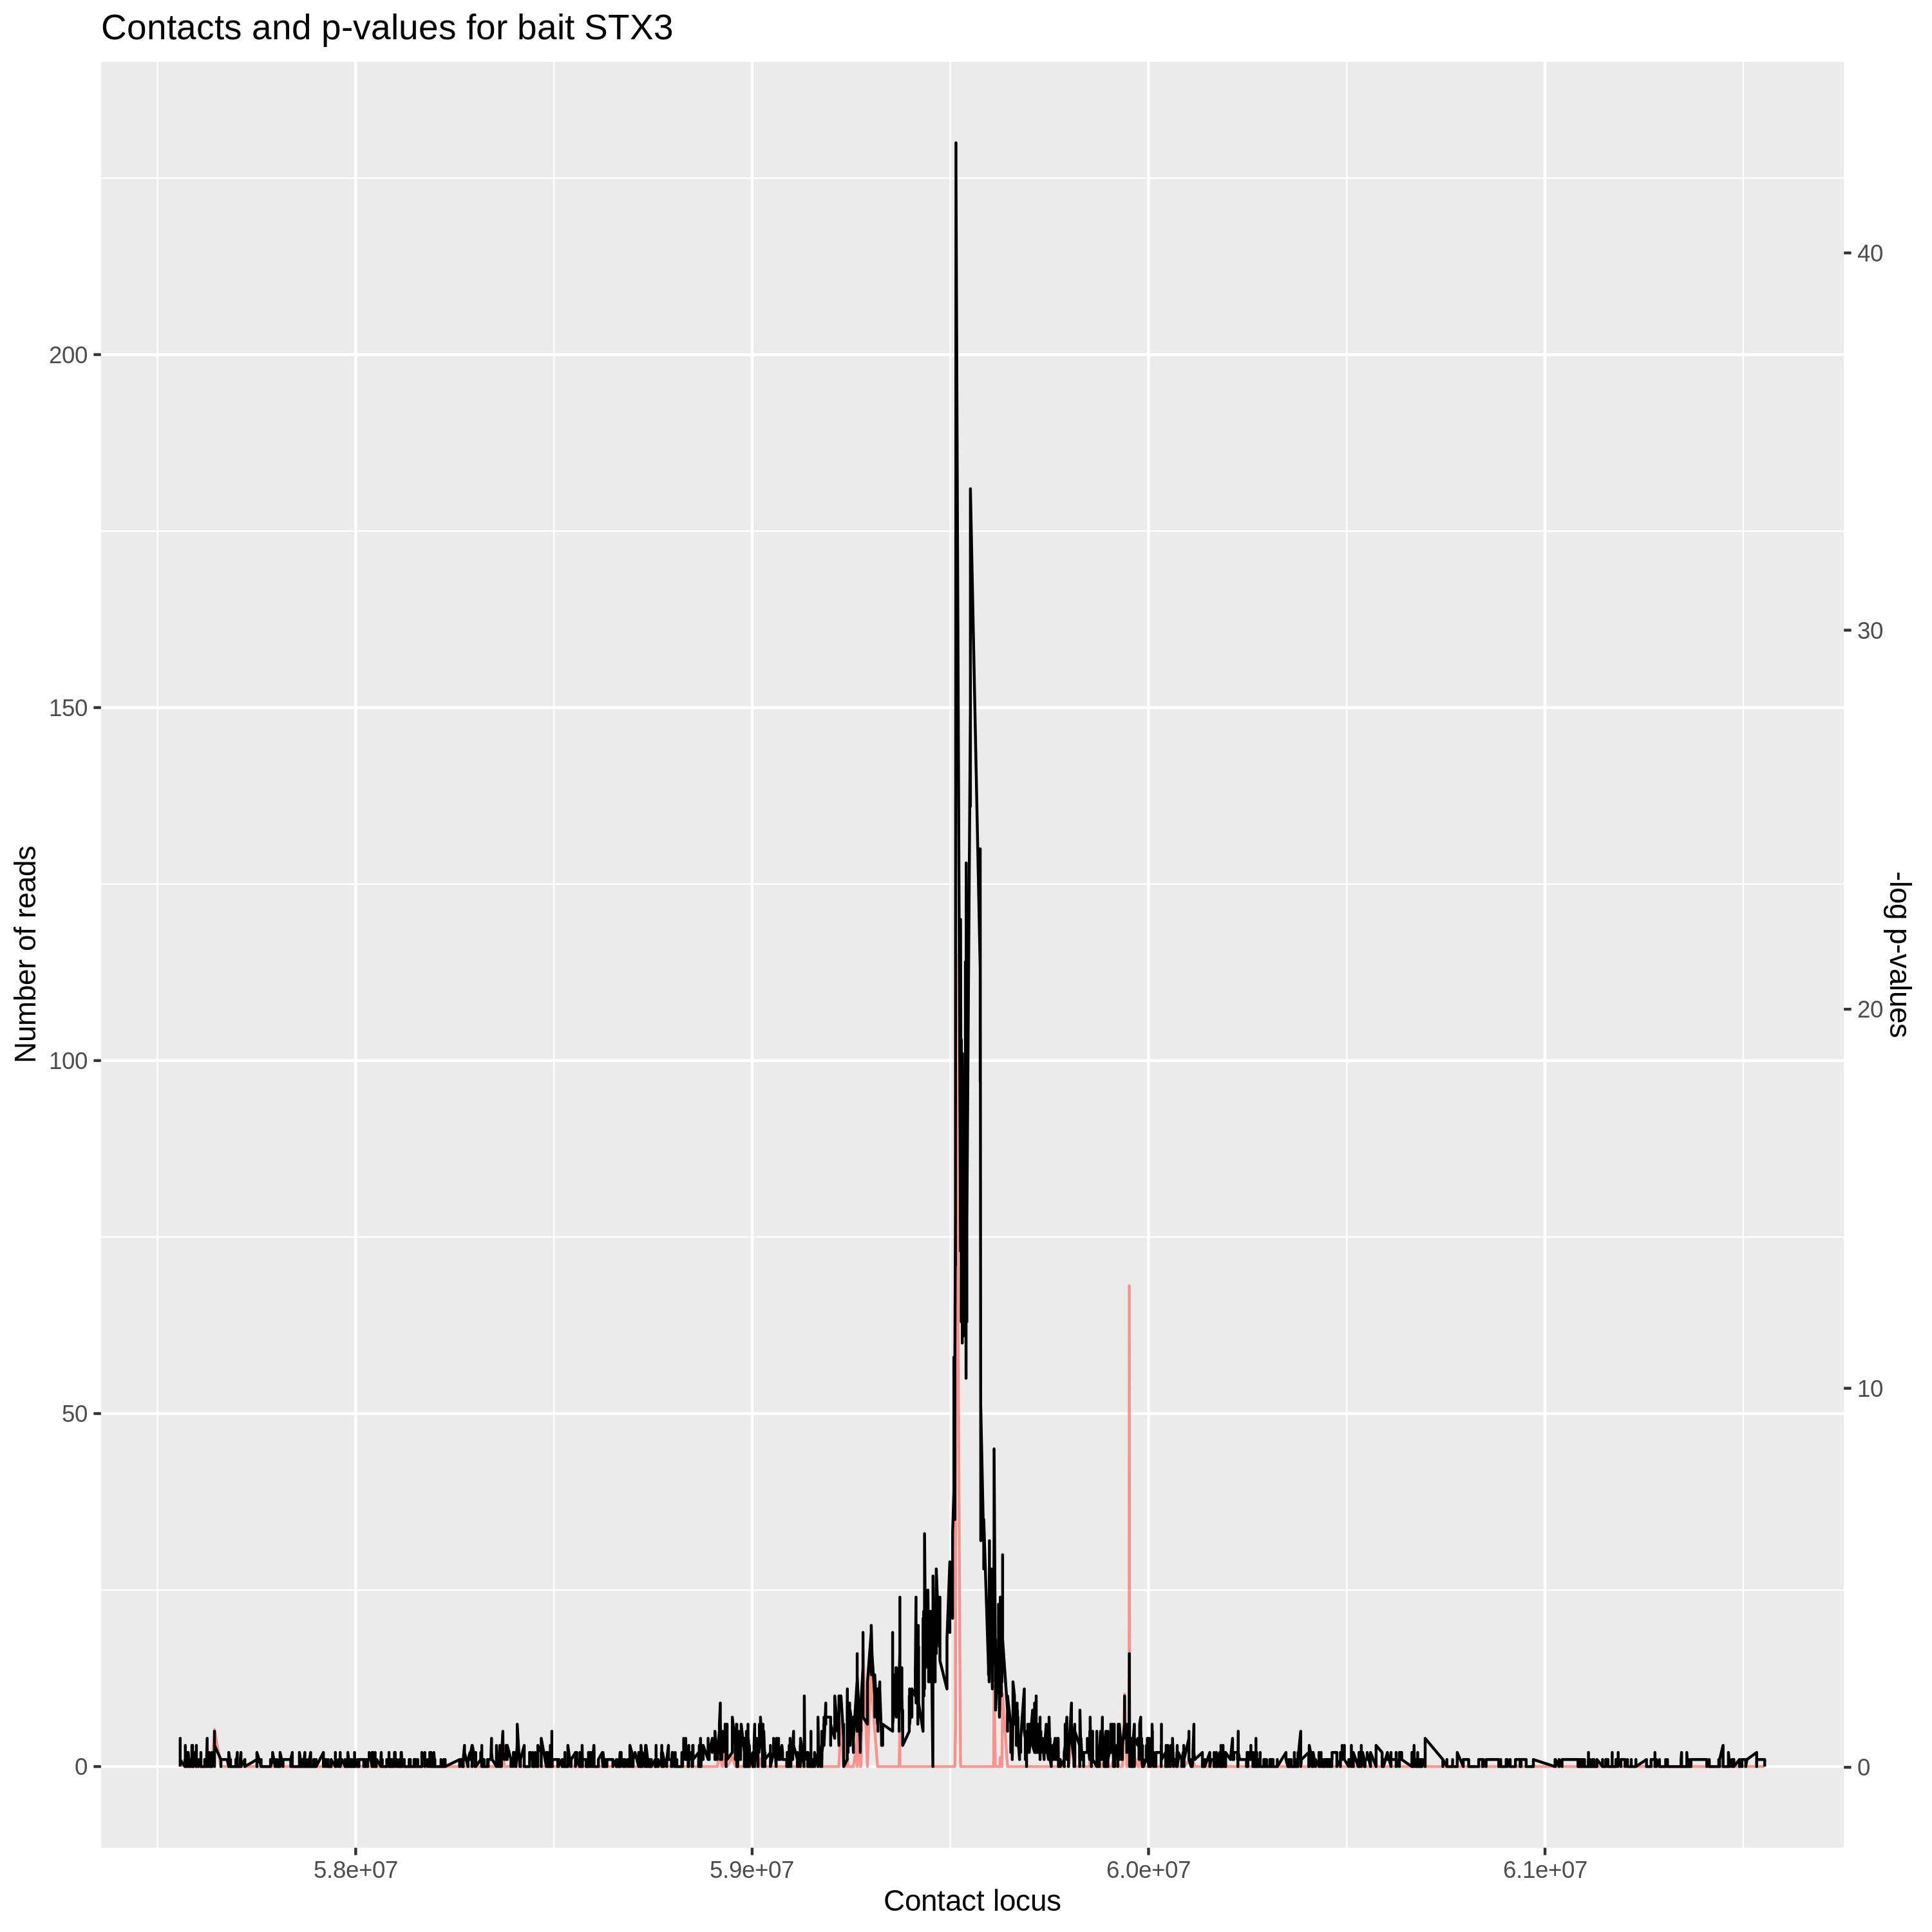 Contacts and p-values for bait STX3
200
150
100
50
0
Number of reads
40
30
20
10
0
-log p-values
5.8e+07
5.9e+07
6.0e+07
6.1e+07
Contact locus